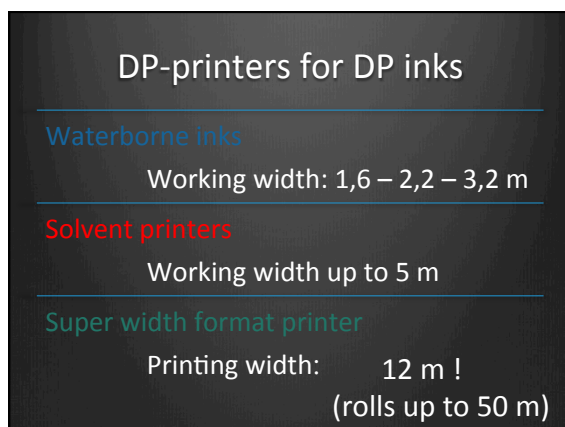 DP-printers for DP inks
Waterborne inks
Working width: 1,6 – 2,2 – 3,2 m
Solvent printers
Working width up to 5 m
Super width format printer
Printing width: 12 m !
(rolls up to 50 m)